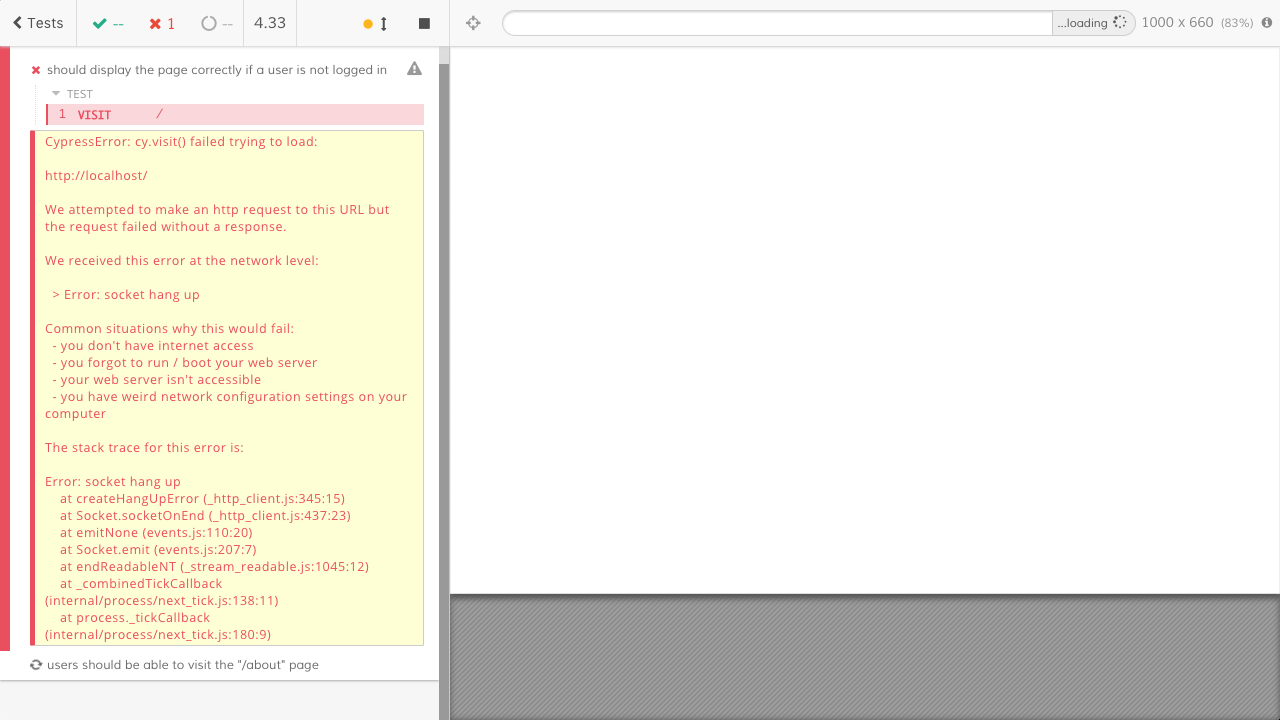 Tests -- 1 -- 4.33
...loading 1000 x 660 (83%)
should display the page correctly if a user is not logged in
TEST
1 VISIT /
CypressError: cy.visit() failed trying to load:
http://localhost/
We attempted to make an http request to this URL but
the request failed without a response.
We received this error at the network level:
> Error: socket hang up
Common situations why this would fail:
- you don't have internet access
- you forgot to run / boot your web server
- your web server isn't accessible
- you have weird network configuration settings on your
computer
The stack trace for this error is:
Error: socket hang up
at createHangUpError (_http_client.js:345:15)
at Socket.socketOnEnd (_http_client.js:437:23)
at emitNone (events.js:110:20)
at Socket.emit (events.js:207:7)
at endReadableNT (_stream_readable.js:1045:12)
at _combinedTickCallback
(internal/process/next_tick.js:138:11)
at process._tickCallback
(internal/process/next_tick.js:180:9)
users should be able to visit the "/about" page